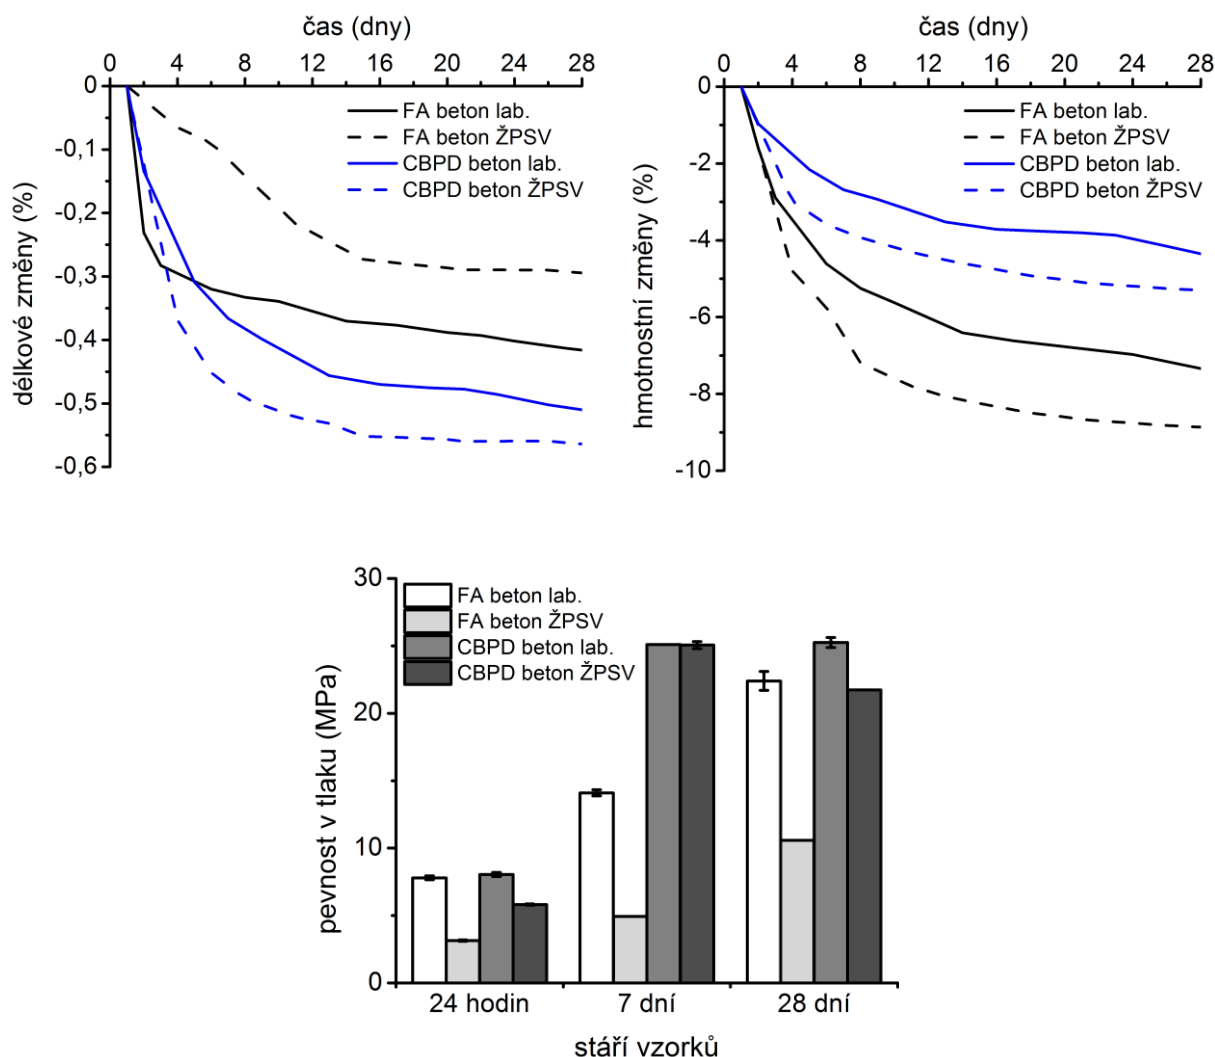 čas (dny)
0 4 8 12 16 20 24 28
0
-0,1
-0,2
-0,3
-0,4
-0,5
-0,6
délkové změny (%)
FA beton lab.
FA beton ŽPSV
CBPD beton lab.
CBPD beton ŽPSV
čas (dny)
0 4 8 12 16 20 24 28
0
-2
-4
-6
-8
-10
hmotnostní změny (%)
FA beton lab.
FA beton ŽPSV
CBPD beton lab.
CBPD beton ŽPSV
30
20
10
0
pevnost v tlaku (MPa)
FA beton lab.
FA beton ŽPSV
CBPD beton lab.
CBPD beton ŽPSV
24 hodin 7 dní 28 dní
stáří vzorků